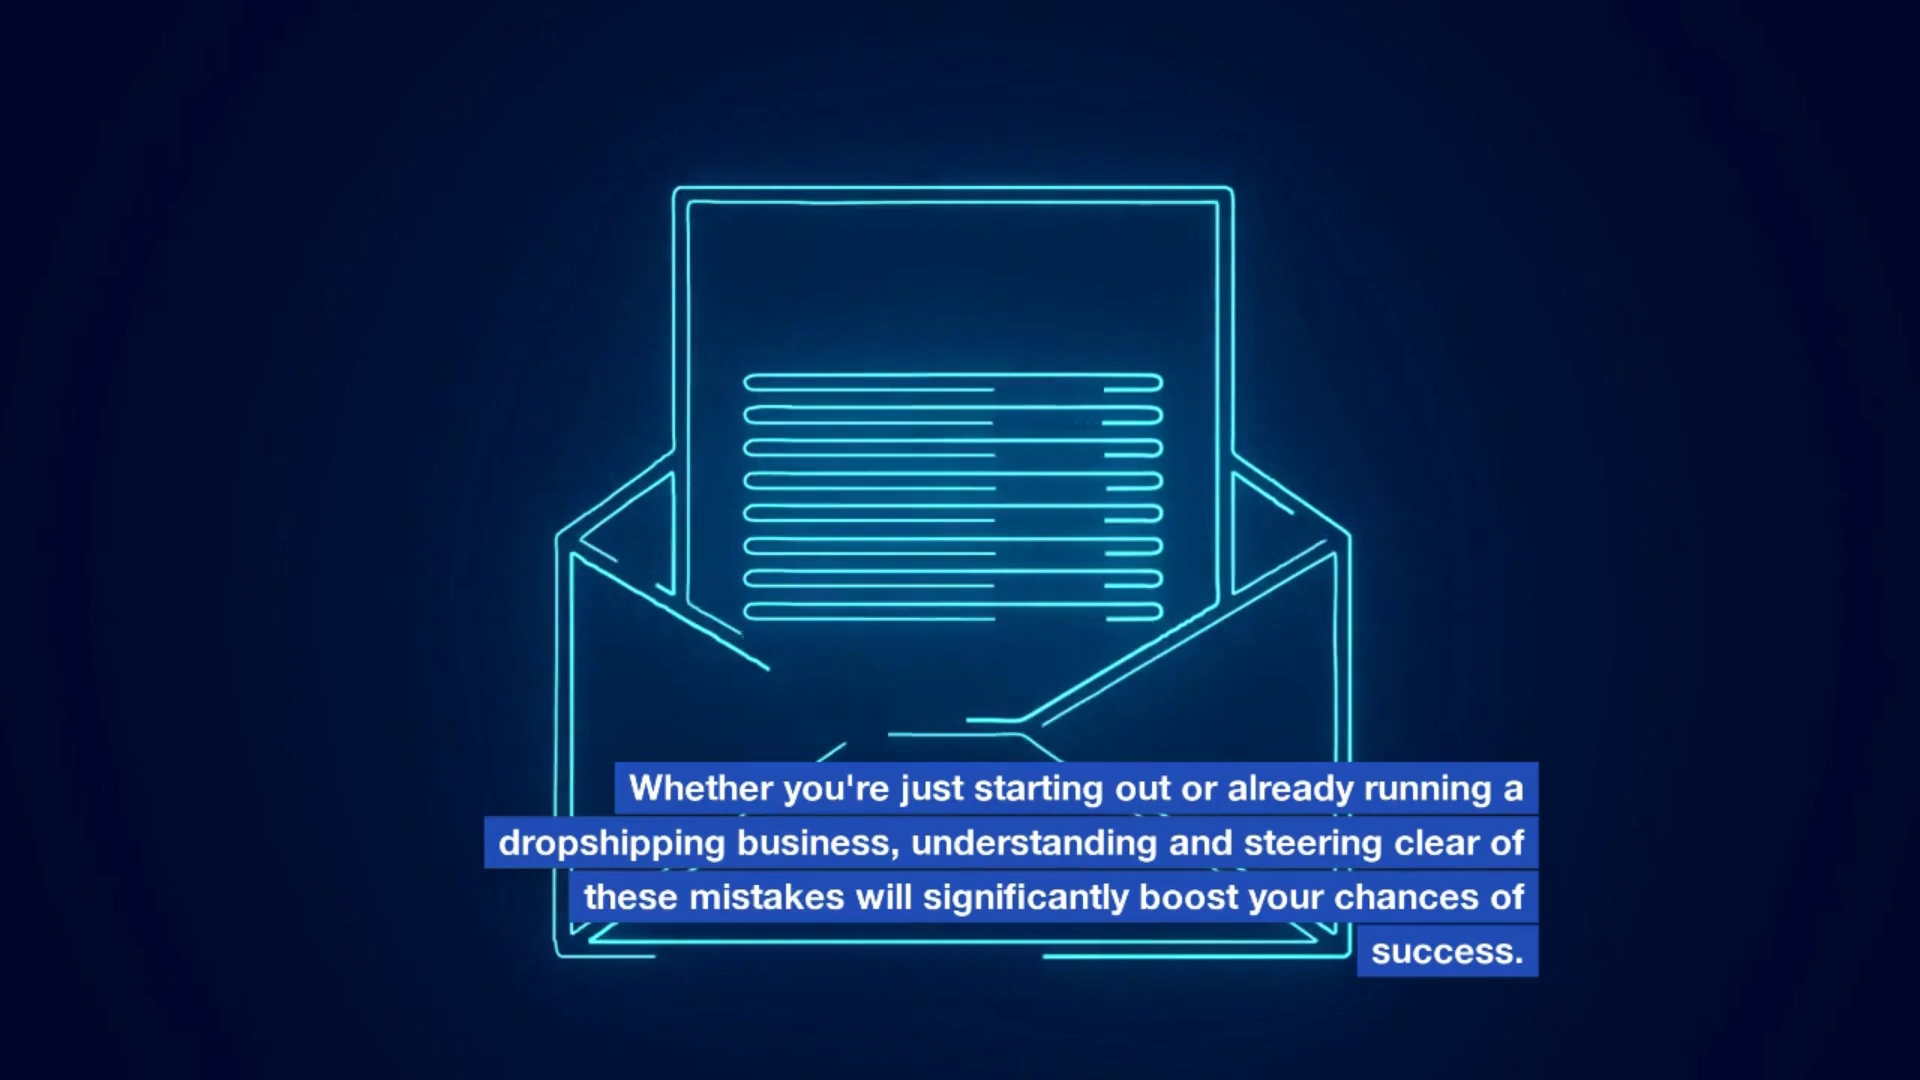 Whether you're just starting out or already running a
dropshipping business, understanding and steering clear of
these mistakes will significantly boost your chances of
success.